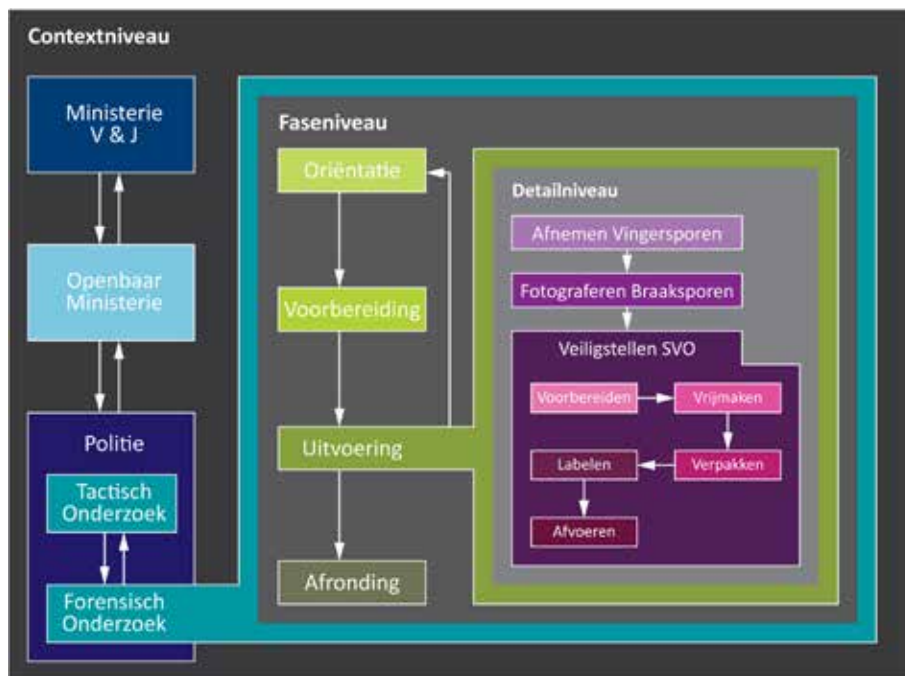 Contextniveau
Ministerie
V & J
Openbaar
Ministerie
Politie
Tactisch
Onderzoek
Forensisch
Onderzoek
Faseniveau
Oriëntatie
Voorbereiding
Uitvoering
Afronding
Detailniveau
Afnemen Vingersporen
Fotograferen Braaksporen
Veiligstellen SVO
Voorbereiden
Vrijmaken
Verpakken
Labelen
Afvoeren